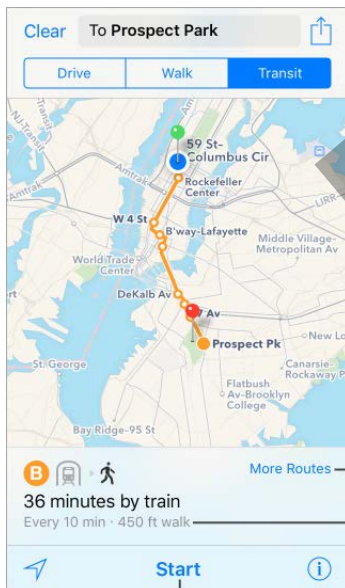 Clear
To Prospect Park
Drive
Walk
Transit
NJ-Transit
Amtrak
59 St-
Columbus Cir
Amtrak
Rockefeller
Center
LIRR
W 4 St
B'way-Lafayette
Middle Village-
Metropolitan Av
World Trade
Center
DeKalb Av
7 Av
Prospect Pk
New Lo
St. George
Canarsie-
Rockaway P
Flatbush
Av-Brooklyn
College
Bay Ridge-95 St
B
More Routes
36 minutes by train
Every 10 min · 450 ft walk
Start